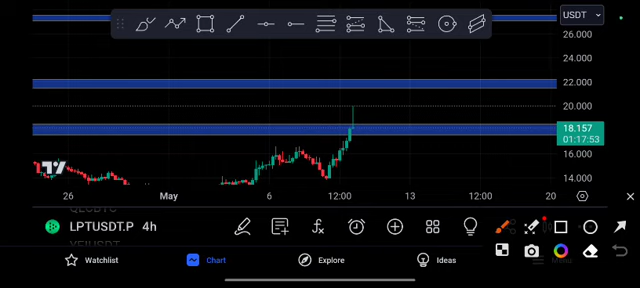 USDT
26.000
24.000
22.000
20.000
18.157
01:17:53
16.000
14.000
26 May 6 12:00 13 12:00 20
LPTUSDT.P 4h
Watchlist Chart Explore Ideas Menu